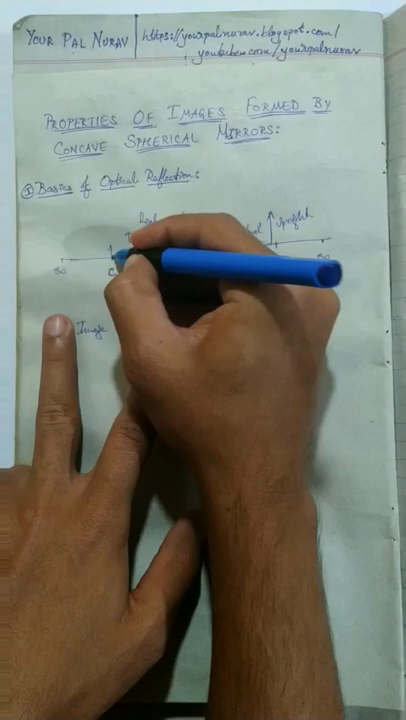 YOUR PAL NURAV
https://yourpalnurav.blogspot.com/
youtube.com/yourpalnurav
PROPERTIES OF IMAGES FORMED BY
CONCAVE SPHERICAL MIRRORS:
① Basics of Optical Reflection:
Upright
∞ C ∞
Image